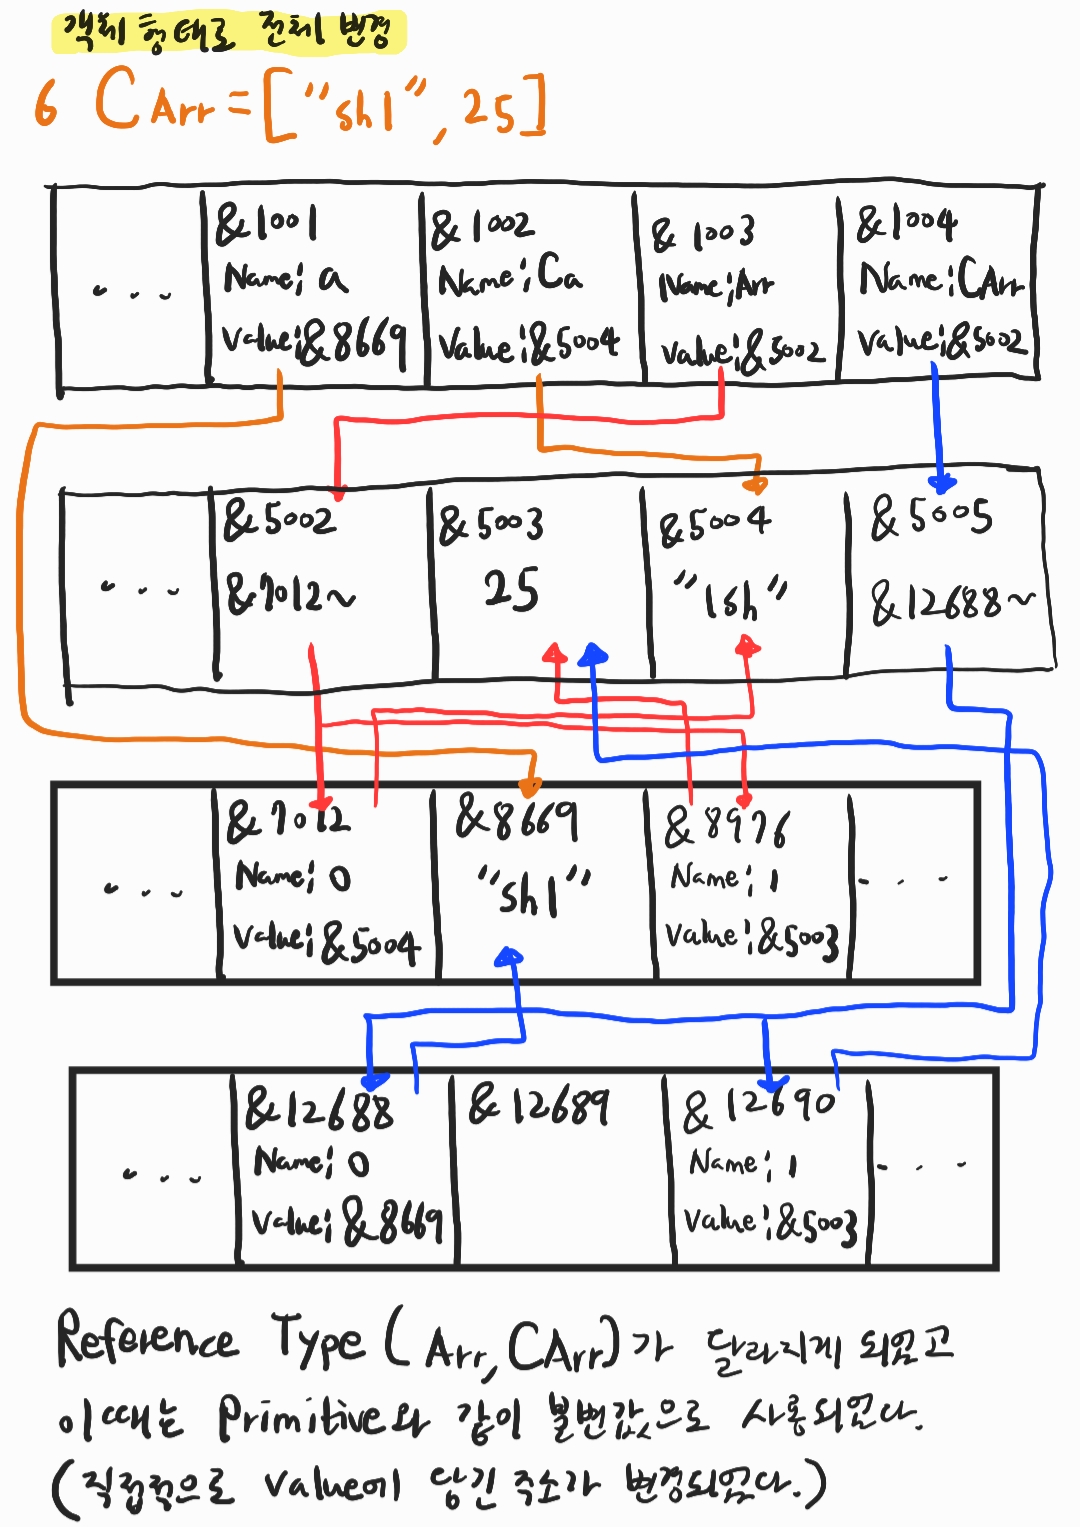 객체 형태로 전체 변경
6 CArr = ["sh1", 25]
... &1001 &1002 &1003 &1004
Name: a Name: Ca Name: Arr Name: CArr
Value: &8669 Value: &5004 Value: &5002 Value: &5002
... &5002 &5003 &5004 &5005
&7012~ 25 "1sh" &12688~
... &7012 &8669 &8976 ...
Name: 0 "sh1" Name: 1
Value: &5004 Value: &5003
... &12688 &12689 &12690 ...
Name: 0 Name: 1
Value: &8669 Value: &5003
Reference Type (Arr, CArr)가 달라지게 되었고
이때는 Primitive와 같이 불변값으로 사용되었다.
(직접적으로 Value에 담긴 주소가 변경되었다.)